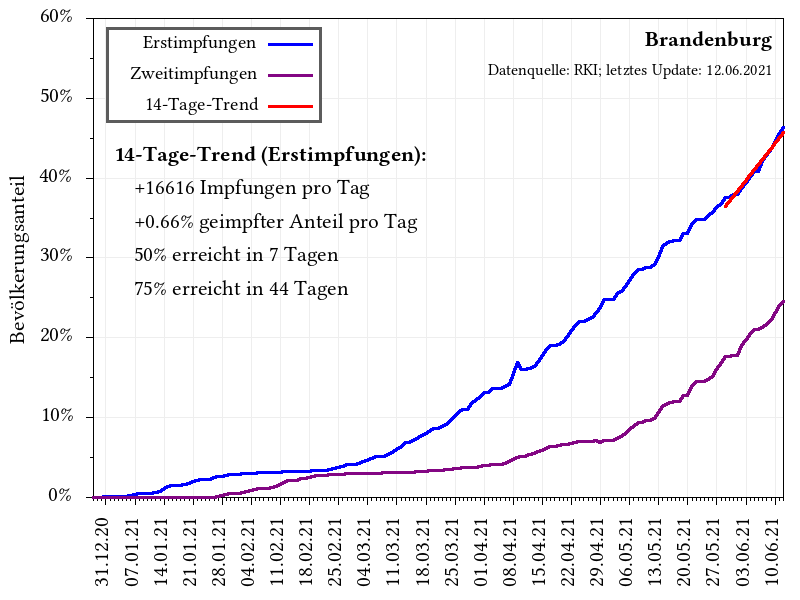 60%
50%
40%
30%
20%
10%
0%
Bevölkerungsanteil
Erstimpfungen
Zweitimpfungen
14-Tage-Trend
Brandenburg
Datenquelle: RKI; letztes Update: 12.06.2021
14-Tage-Trend (Erstimpfungen):
+16616 Impfungen pro Tag
+0.66% geimpfter Anteil pro Tag
50% erreicht in 7 Tagen
75% erreicht in 44 Tagen
31.12.20
07.01.21
14.01.21
21.01.21
28.01.21
04.02.21
11.02.21
18.02.21
25.02.21
04.03.21
11.03.21
18.03.21
25.03.21
01.04.21
08.04.21
15.04.21
22.04.21
29.04.21
06.05.21
13.05.21
20.05.21
27.05.21
03.06.21
10.06.21